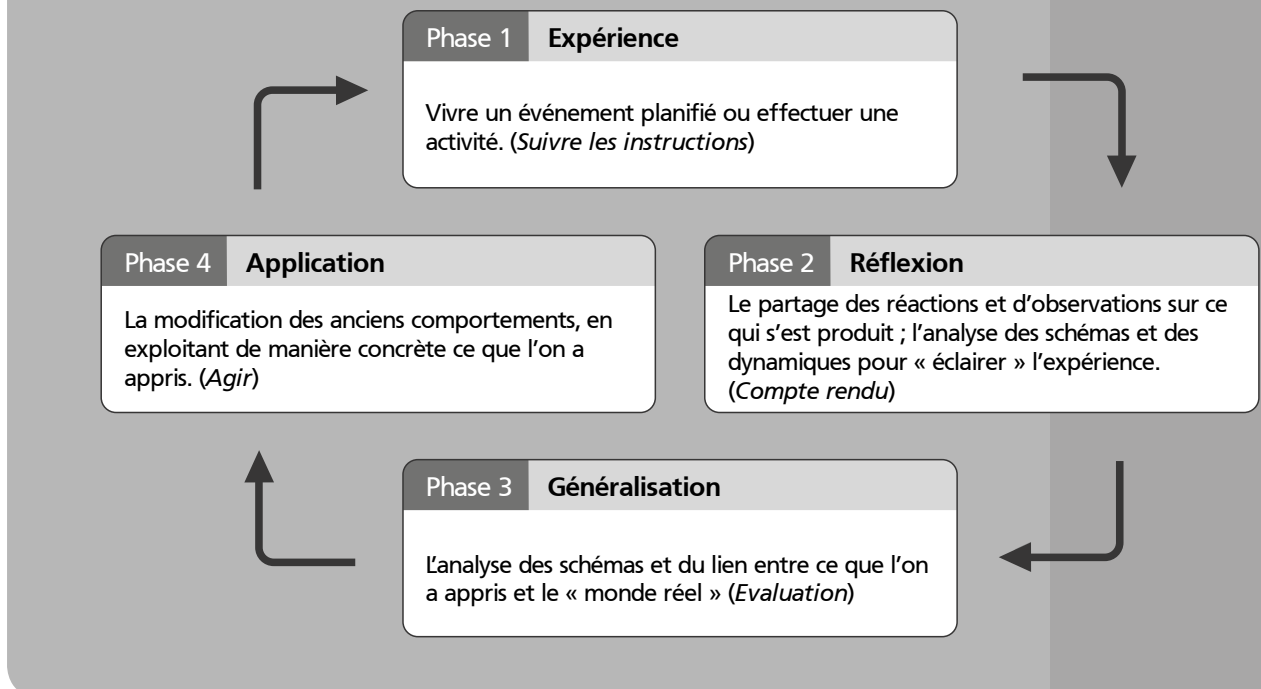 Phase 1 Expérience
Vivre un événement planifié ou effectuer une
activité. (Suivre les instructions)
Phase 2 Réflexion
Le partage des réactions et d’observations sur ce
qui s’est produit ; l’analyse des schémas et des
dynamiques pour « éclairer » l’expérience.
(Compte rendu)
Phase 3 Généralisation
L’analyse des schémas et du lien entre ce que l’on
a appris et le « monde réel » (Evaluation)
Phase 4 Application
La modification des anciens comportements, en
exploitant de manière concrète ce que l’on a
appris. (Agir)